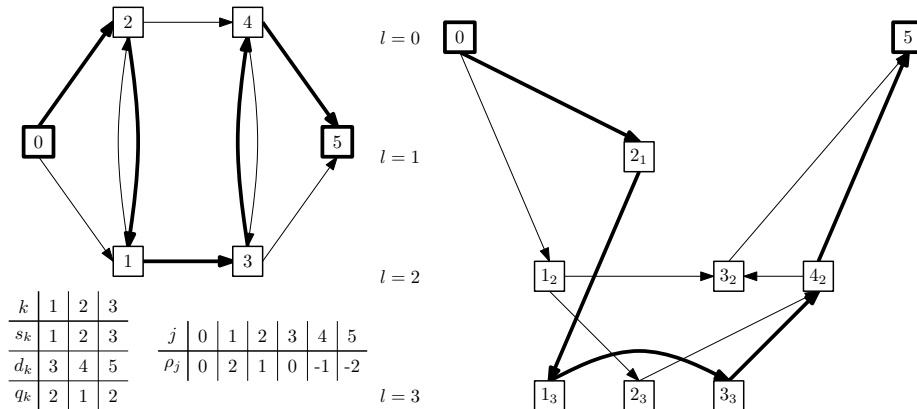 2 4
0 5
1 3
k 1 2 3
s_k 1 2 3
d_k 3 4 5
q_k 2 1 2
j 0 1 2 3 4 5
ρ_j 0 2 1 0 -1 -2
l = 0 0 5
l = 1 2_1
l = 2 1_2 3_2 4_2
l = 3 1_3 2_3 3_3